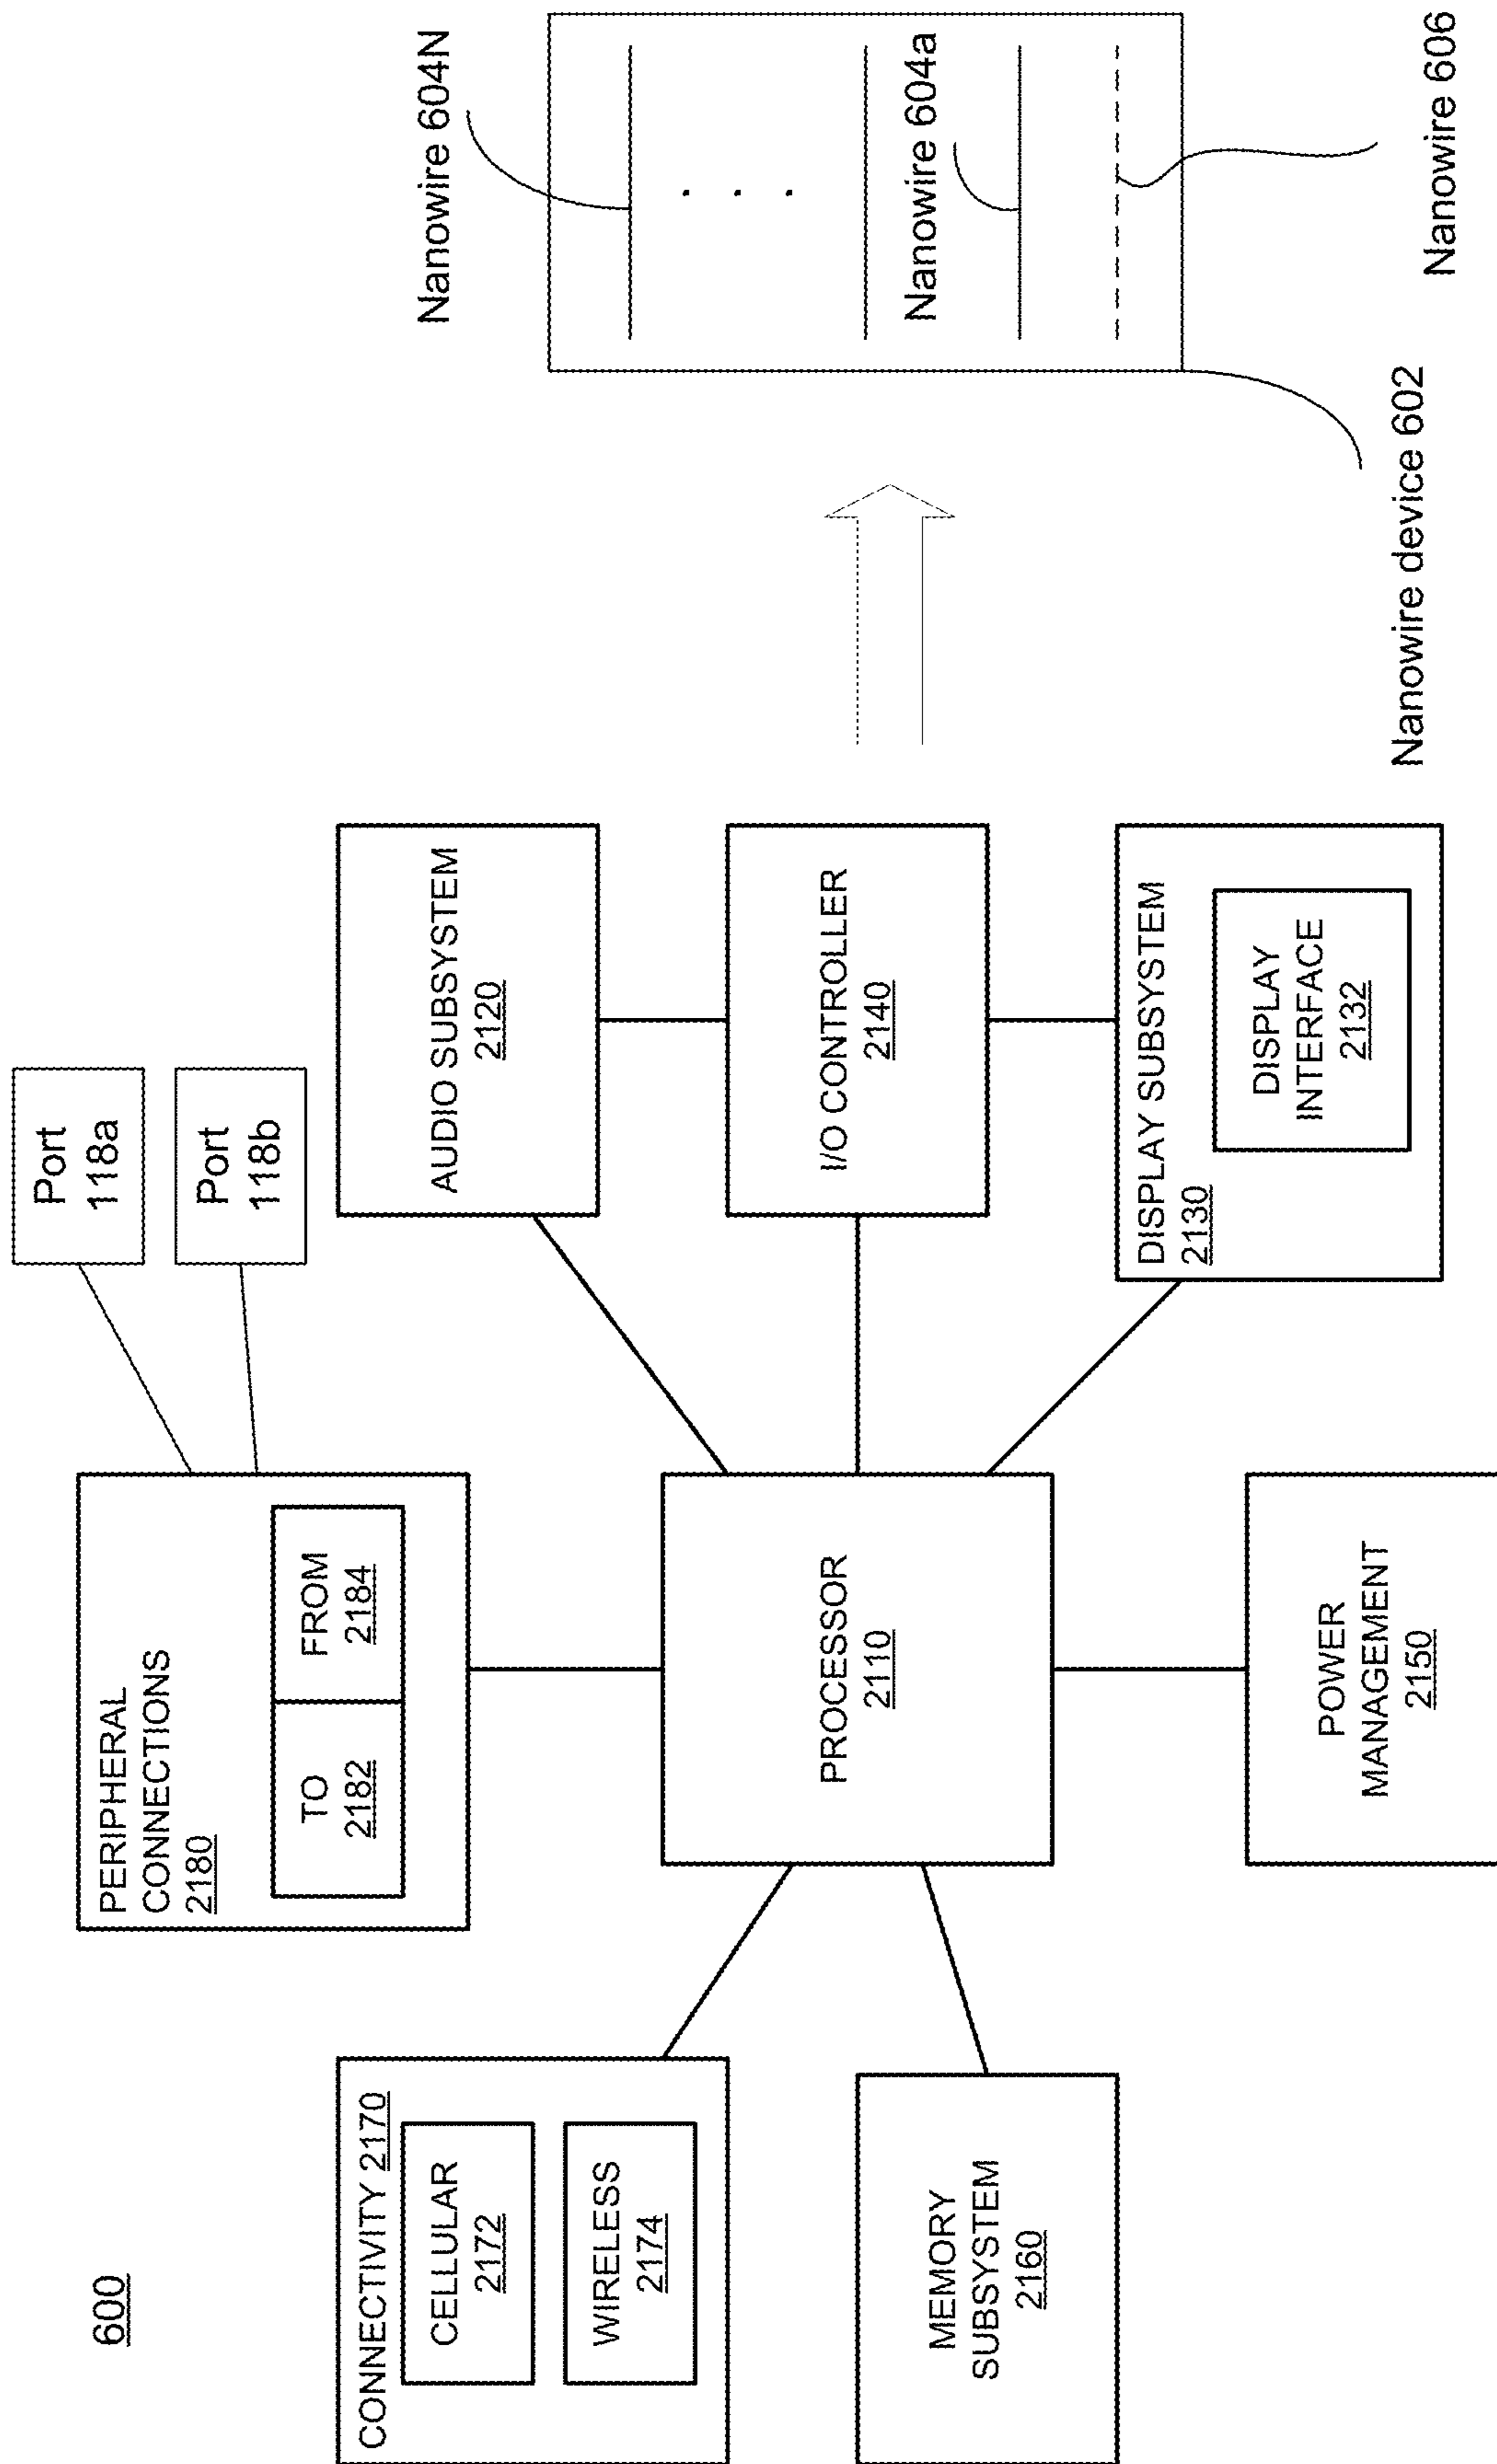 600
PERIPHERAL
CONNECTIONS
2180
TO
2182
FROM
2184
Port
118a
Port
118b
CONNECTIVITY 2170
CELLULAR
2172
WIRELESS
2174
MEMORY
SUBSYSTEM
2160
PROCESSOR
2110
POWER
MANAGEMENT
2150
AUDIO SUBSYSTEM
2120
I/O CONTROLLER
2140
DISPLAY SUBSYSTEM
2130
DISPLAY
INTERFACE
2132
Nanowire 604N
. . .
Nanowire 604a
Nanowire 606
Nanowire device 602